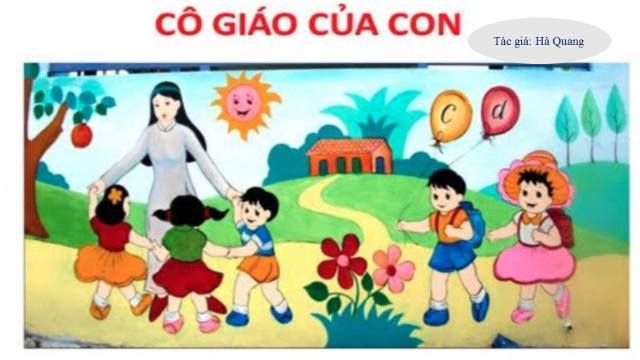 CÔ GIÁO CỦA CON
Tác giả: Hà Quang
c d